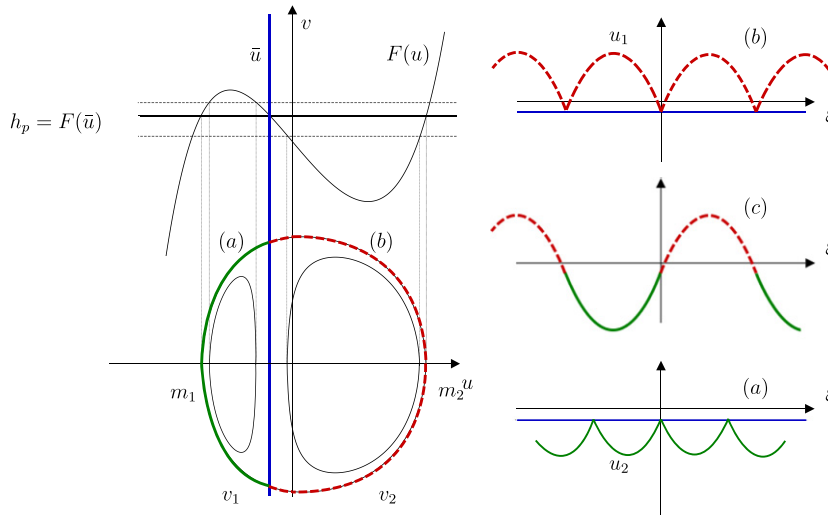 v
ū
F(u)
h_p = F(ū)
(a)
(b)
m_1
m_2
u
v_1
v_2
u_1
(b)
(c)
(a)
u_2